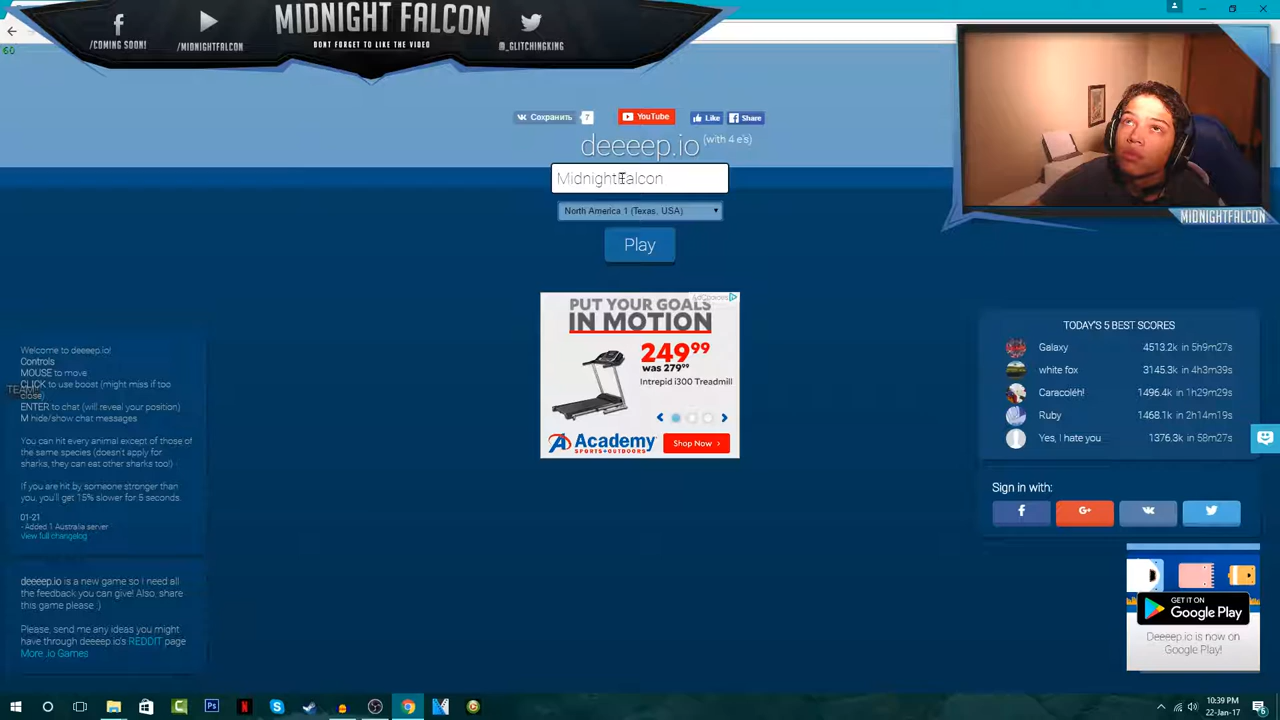 MIDNIGHT FALCON
DONT FORGET TO LIKE THE VIDEO
/COMING SOON!
/MIDNIGHTFALCON
@_GLITCHINGKING
60
Сохранить
7
YouTube
Like
Share
deeeep.io (with 4 e's)
MidnightFalcon
North America 1 (Texas, USA)
Play
MIDNIGHTFALCON
AdChoices
PUT YOUR GOALS
IN MOTION
249⁹⁹
was 279⁹⁹
Intrepid i300 Treadmill
Academy
SPORTS+OUTDOORS
Shop Now >
Welcome to deeeep.io!
Controls
MOUSE to move
CLICK to use boost (might miss if too
close)
TEAM:
ENTER to chat (will reveal your position)
M hide/show chat messages
You can hit every animal except of those of
the same species (doesn't apply for
sharks, they can eat other sharks too!)
If you are hit by someone stronger than
you, you'll get 15% slower for 5 seconds.
01-21
- Added 1 Australia server
View full changelog
deeeep.io is a new game so I need all
the feedback you can give! Also, share
this game please :)
Please, send me any ideas you might
have through deeeep.io's REDDIT page
More .io Games
TODAY'S 5 BEST SCORES
Galaxy 4513.2k in 5h9m27s
white fox 3145.3k in 4h3m39s
Caracoléh! 1496.4k in 1h29m29s
Ruby 1468.1k in 2h14m19s
Yes, I hate you 1376.3k in 58m27s
Sign in with:
GET IT ON
Google Play
Deeeep.io is now on
Google Play!
10:39 PM
22-Jan-17
6